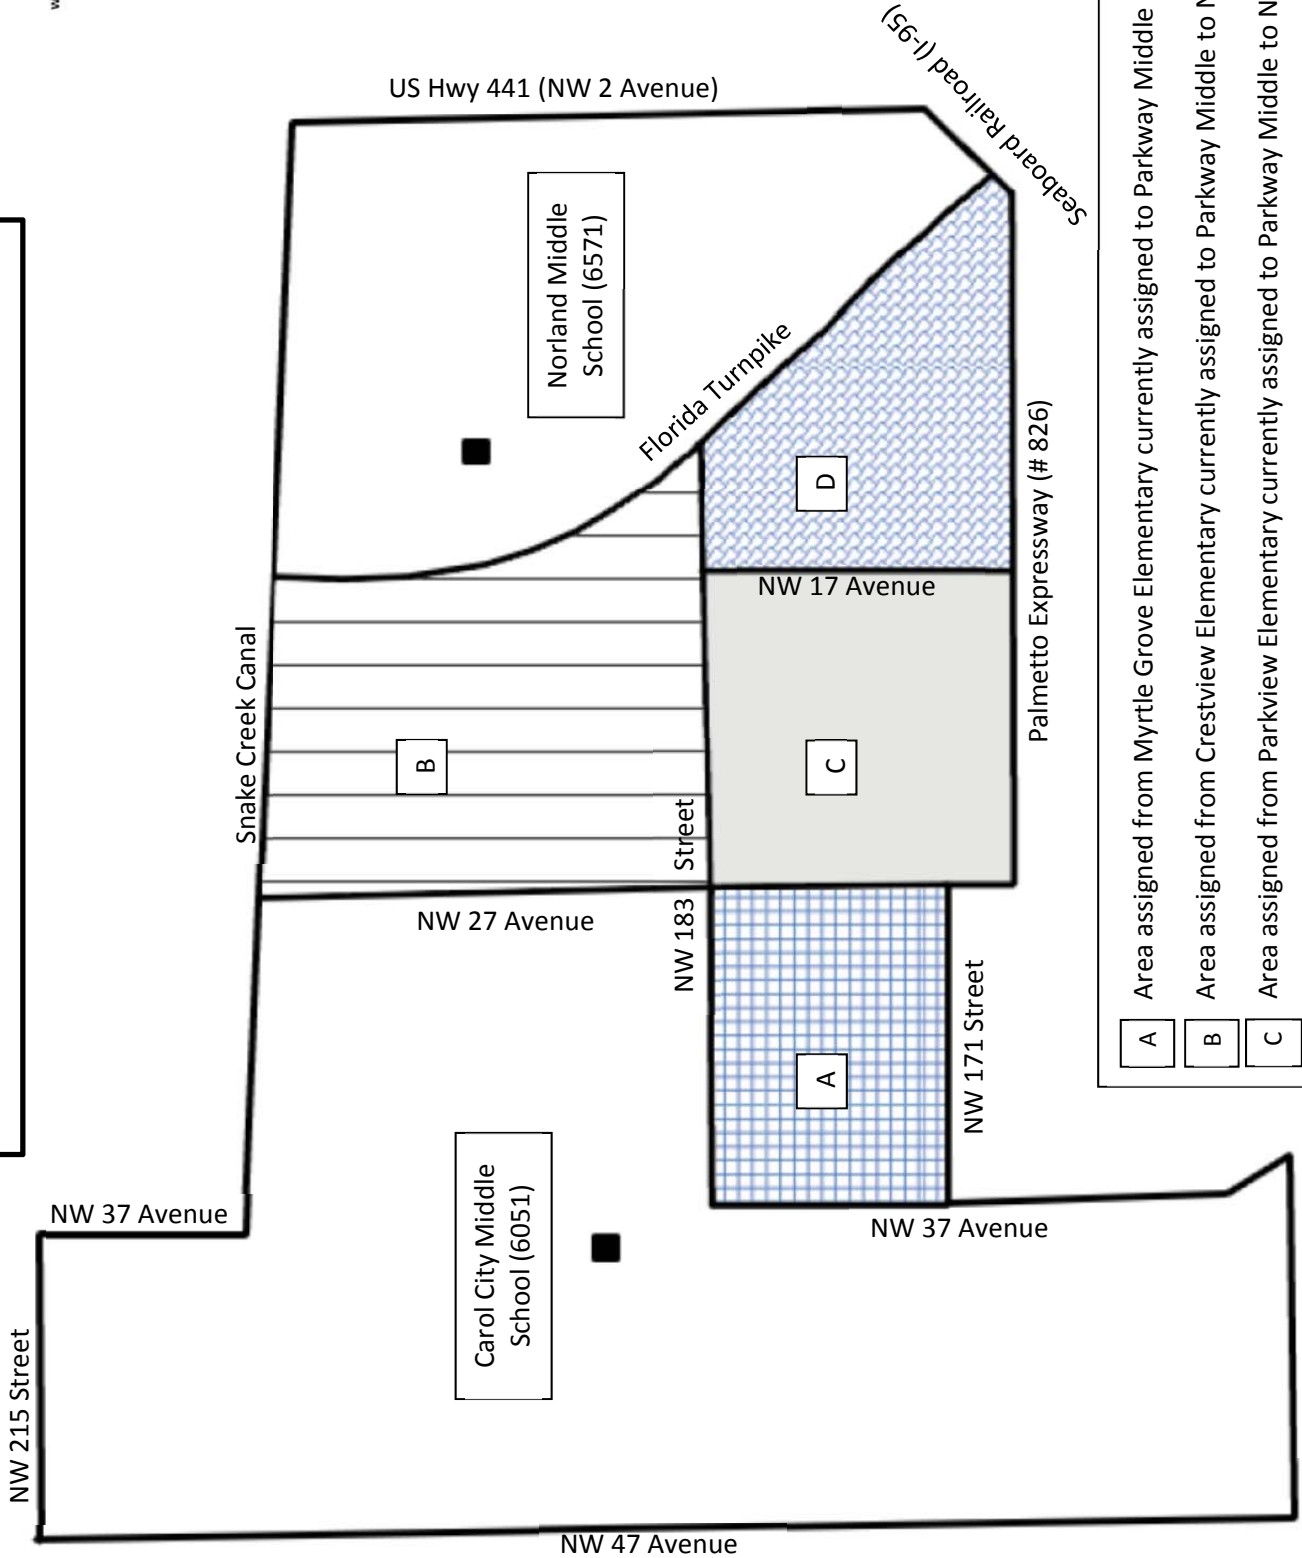 US Hwy 441 (NW 2 Avenue)
Seaboard Railroad (I-95)
Norland Middle
School (6571)
Florida Turnpike
Snake Creek Canal
B
D
NW 17 Avenue
C
Palmetto Expressway (# 826)
NW 27 Avenue
NW 183 Street
A
NW 171 Street
NW 37 Avenue
NW 215 Street
Carol City Middle
School (6051)
NW 37 Avenue
NW 47 Avenue
A Area assigned from Myrtle Grove Elementary currently assigned to Parkway Middle
B Area assigned from Crestview Elementary currently assigned to Parkway Middle to
C Area assigned from Parkview Elementary currently assigned to Parkway Middle to